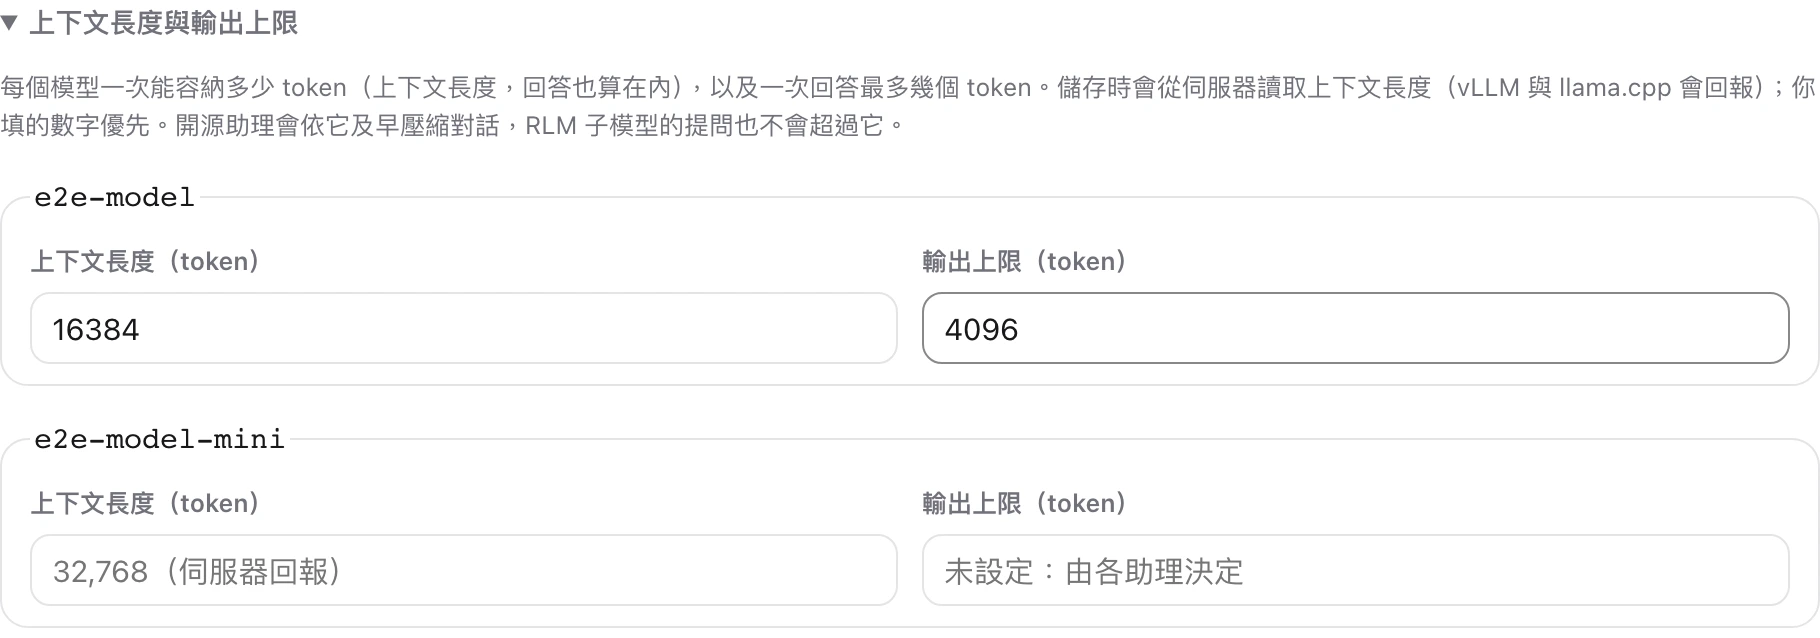 ▼ 上下文長度與輸出上限
每個模型一次能容納多少 token（上下文長度，回答也算在內），以及一次回答最多幾個 token。儲存時會從伺服器讀取上下文長度（vLLM 與 llama.cpp 會回報）；你
填的數字優先。開源助理會依它及早壓縮對話，RLM 子模型的提問也不會超過它。
e2e-model
上下文長度（token）
輸出上限（token）
16384
4096
e2e-model-mini
上下文長度（token）
輸出上限（token）
32,768（伺服器回報）
未設定：由各助理決定